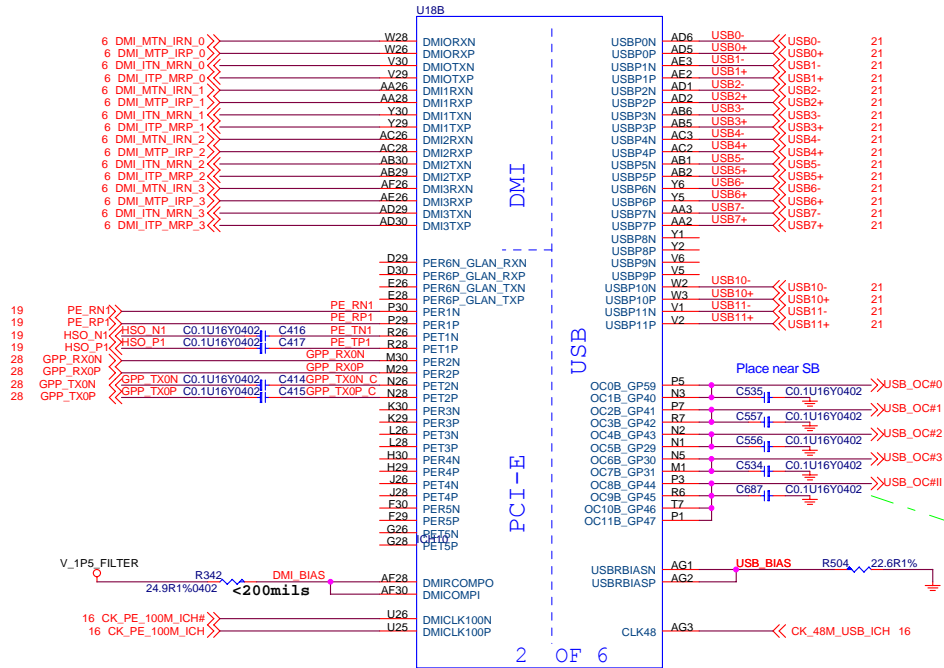 U18B
6 DMI_MTN_IRN_0 W28 DMIORXN
6 DMI_MTP_IRP_0 W26 DMIORXP
6 DMI_ITN_MRN_0 V30 DMIOTXN
6 DMI_ITP_MRP_0 V29 DMIOTXP
6 DMI_MTN_IRN_1 AA26 DMI1RXN
6 DMI_MTP_IRP_1 AA28 DMI1RXP
6 DMI_ITN_MRN_1 Y30 DMI1TXN
6 DMI_ITP_MRP_1 Y29 DMI1TXP
6 DMI_MTN_IRN_2 AC26 DMI2RXN
6 DMI_MTP_IRP_2 AC28 DMI2RXP
6 DMI_ITN_MRN_2 AB30 DMI2TXN
6 DMI_ITP_MRP_2 AB29 DMI2TXP
6 DMI_MTN_IRN_3 AF26 DMI3RXN
6 DMI_MTP_IRP_3 AE26 DMI3RXP
6 DMI_ITN_MRN_3 AD29 DMI3TXN
6 DMI_ITP_MRP_3 AD30 DMI3TXP
DMI
D29 PER6N_GLAN_RXN
D30 PER6P_GLAN_RXP
E26 PER6N_GLAN_TXN
E28 PER6P_GLAN_TXP
19 PE_RN1 PE_RN1 P30 PER1N
19 PE_RP1 PE_RP1 P29 PER1P
19 HSO_N1 HSO_N1 C0.1U16Y0402 C416 PE_TN1 R26 PET1N
19 HSO_P1 HSO_P1 C0.1U16Y0402 C417 PE_TP1 R28 PET1P
28 GPP_RX0N GPP_RX0N M30 PER2N
28 GPP_RX0P GPP_RX0P M29 PER2P
28 GPP_TX0N GPP_TX0N C0.1U16Y0402 C414 GPP_TX0N_C N26 PET2N
28 GPP_TX0P GPP_TX0P C0.1U16Y0402 C415 GPP_TX0P_C N28 PET2P
K30 PER3N
K29 PER3P
L26 PET3N
L28 PET3P
H30 PER4N
H29 PER4P
J26 PET4N
J28 PET4P
F30 PER5N
F29 PER5P
G26 PET5N
G28 PET5P
ICH10
PCI-E
V_1P5_FILTER
R342 24.9R1%0402 <200mils DMI_BIAS
AF28 DMIRCOMPO
AF30 DMICOMPI
16 CK_PE_100M_ICH# U26 DMICLK100N
16 CK_PE_100M_ICH U25 DMICLK100P
USBP0N AD6 USB0- USB0- 21
USBP0P AD5 USB0+ USB0+ 21
USBP1N AE3 USB1- USB1- 21
USBP1P AE2 USB1+ USB1+ 21
USBP2N AD1 USB2- USB2- 21
USBP2P AD2 USB2+ USB2+ 21
USBP3N AB6 USB3- USB3- 21
USBP3P AB5 USB3+ USB3+ 21
USBP4N AC3 USB4- USB4- 21
USBP4P AC2 USB4+ USB4+ 21
USBP5N AB1 USB5- USB5- 21
USBP5P AB2 USB5+ USB5+ 21
USBP6N Y6 USB6- USB6- 21
USBP6P Y5 USB6+ USB6+ 21
USBP7N AA3 USB7- USB7- 21
USBP7P AA2 USB7+ USB7+ 21
USBP8N Y1
USBP8P Y2
USBP9N V6
USBP9P V5
USBP10N W2 USB10- USB10- 21
USBP10P W3 USB10+ USB10+ 21
USBP11N V1 USB11- USB11- 21
USBP11P V2 USB11+ USB11+ 21
USB
Place near SB
OC0B_GP59 P5 USB_OC#0
OC1B_GP40 N3 C535 C0.1U16Y0402
OC2B_GP41 P7 USB_OC#1
OC3B_GP42 R7 C557 C0.1U16Y0402
OC4B_GP43 N2 USB_OC#2
OC5B_GP29 N1 C556 C0.1U16Y0402
OC6B_GP30 N5 USB_OC#3
OC7B_GP31 M1 C534 C0.1U16Y0402
OC8B_GP44 P3 USB_OC#II
OC9B_GP45 R6 C687 C0.1U16Y0402
OC10B_GP46 T7
OC11B_GP47 P1
USBRBIASN AG1 USB_BIAS R504 22.6R1%
USBRBIASP AG2
CLK48 AG3 CK_48M_USB_ICH 16
2 OF 6